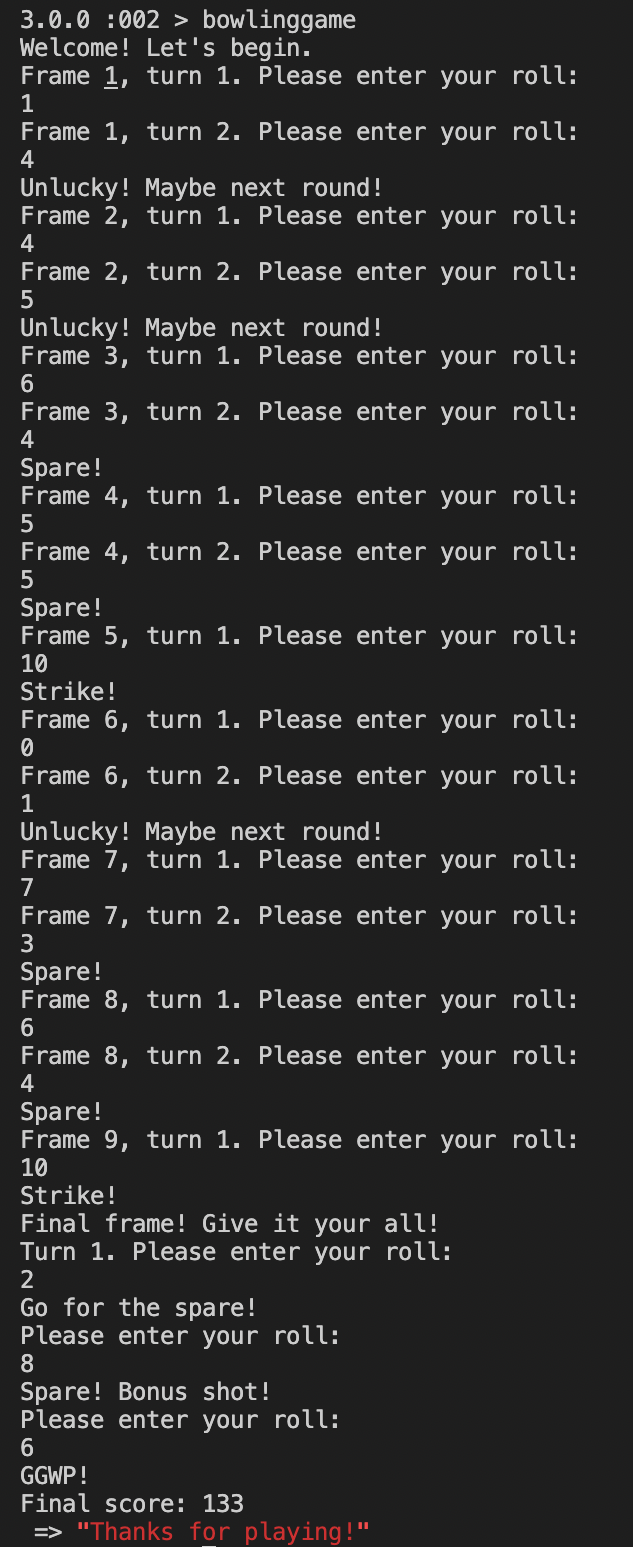 3.0.0 :002 > bowlinggame
Welcome! Let's begin.
Frame 1, turn 1. Please enter your roll:
1
Frame 1, turn 2. Please enter your roll:
4
Unlucky! Maybe next round!
Frame 2, turn 1. Please enter your roll:
4
Frame 2, turn 2. Please enter your roll:
5
Unlucky! Maybe next round!
Frame 3, turn 1. Please enter your roll:
6
Frame 3, turn 2. Please enter your roll:
4
Spare!
Frame 4, turn 1. Please enter your roll:
5
Frame 4, turn 2. Please enter your roll:
5
Spare!
Frame 5, turn 1. Please enter your roll:
10
Strike!
Frame 6, turn 1. Please enter your roll:
0
Frame 6, turn 2. Please enter your roll:
1
Unlucky! Maybe next round!
Frame 7, turn 1. Please enter your roll:
7
Frame 7, turn 2. Please enter your roll:
3
Spare!
Frame 8, turn 1. Please enter your roll:
6
Frame 8, turn 2. Please enter your roll:
4
Spare!
Frame 9, turn 1. Please enter your roll:
10
Strike!
Final frame! Give it your all!
Turn 1. Please enter your roll:
2
Go for the spare!
Please enter your roll:
8
Spare! Bonus shot!
Please enter your roll:
6
GGWP!
Final score: 133
 => "Thanks for playing!"